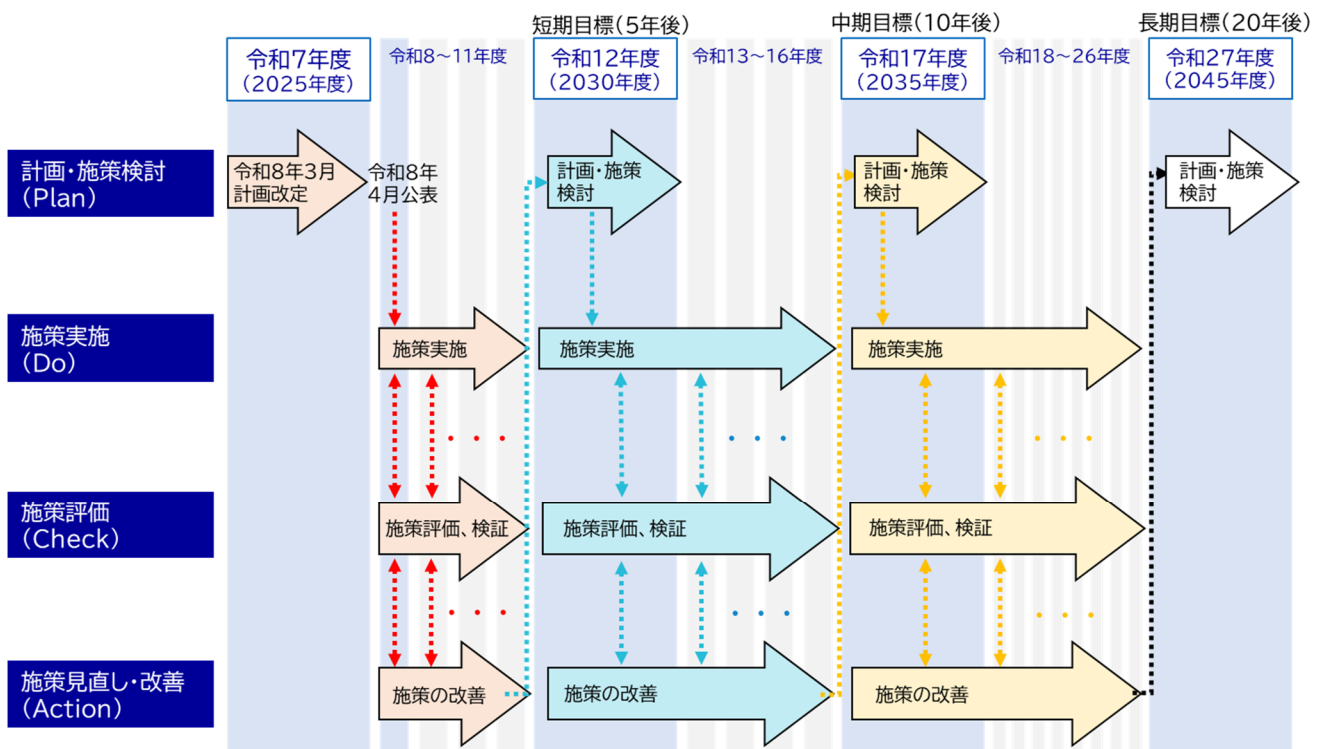 短期目標（5年後）
中期目標（10年後）
長期目標（20年後）
令和7年度
（2025年度）
令和8～11年度
令和12年度
（2030年度）
令和13～16年度
令和17年度
（2035年度）
令和18～26年度
令和27年度
（2045年度）
計画・施策検討
（Plan）
令和8年3月
計画改定
令和8年
4月公表
計画・施策
検討
計画・施策
検討
計画・施策
検討
施策実施
（Do）
施策実施
施策実施
施策実施
施策評価
（Check）
施策評価、検証
施策評価、検証
施策評価、検証
施策見直し・改善
（Action）
施策の改善
施策の改善
施策の改善